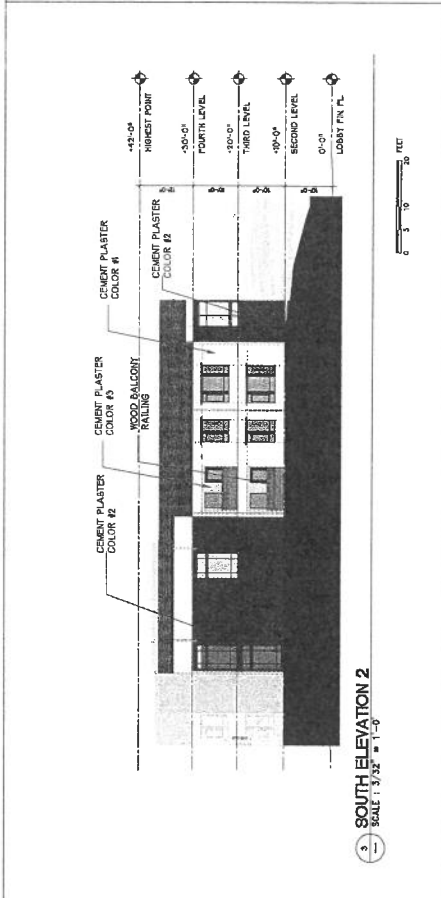 CEMENT PLASTER
COLOR #2
CEMENT PLASTER
COLOR #3
WOOD BALCONY
RAILING
CEMENT PLASTER
COLOR #1
CEMENT PLASTER
COLOR #2
+42'-0"
HIGHEST POINT
+30'-0"
FOURTH LEVEL
+20'-0"
THIRD LEVEL
+10'-0"
SECOND LEVEL
0'-0"
LOBBY FIN FL
3
SOUTH ELEVATION 2
SCALE : 3/32" = 1'-0
0 5 10 20
FEET